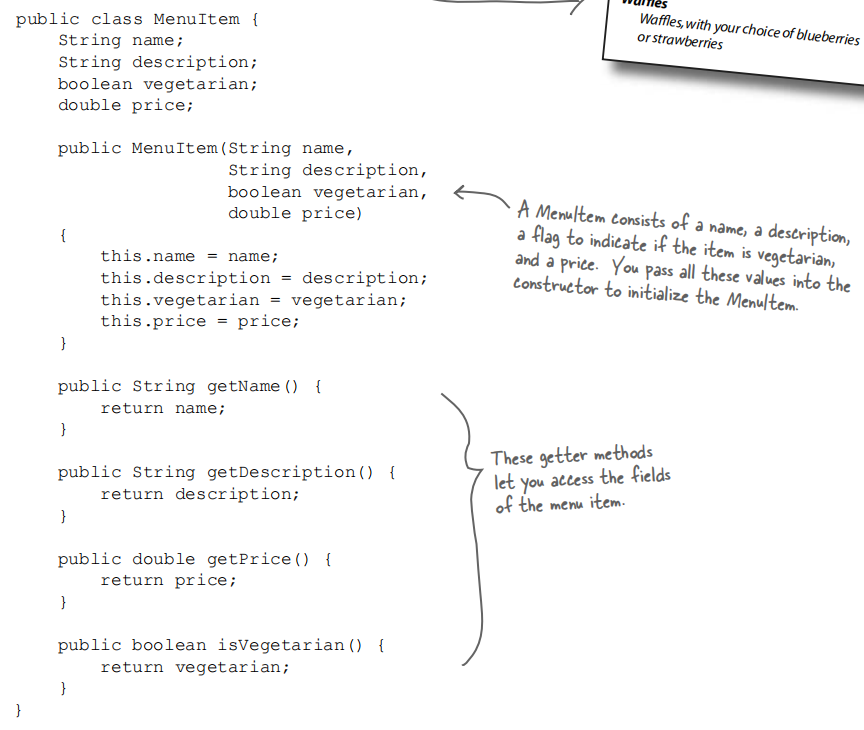 Waffles
Waffles, with your choice of blueberries
or strawberries
public class MenuItem {
    String name;
    String description;
    boolean vegetarian;
    double price;
    public MenuItem(String name,
                    String description,
                    boolean vegetarian,
                    double price)
    {
        this.name = name;
        this.description = description;
        this.vegetarian = vegetarian;
        this.price = price;
    }
    public String getName() {
        return name;
    }
    public String getDescription() {
        return description;
    }
    public double getPrice() {
        return price;
    }
    public boolean isVegetarian() {
        return vegetarian;
    }
}
A MenuItem consists of a name, a description,
a flag to indicate if the item is vegetarian,
and a price. You pass all these values into the
constructor to initialize the MenuItem.
These getter methods
let you access the fields
of the menu item.